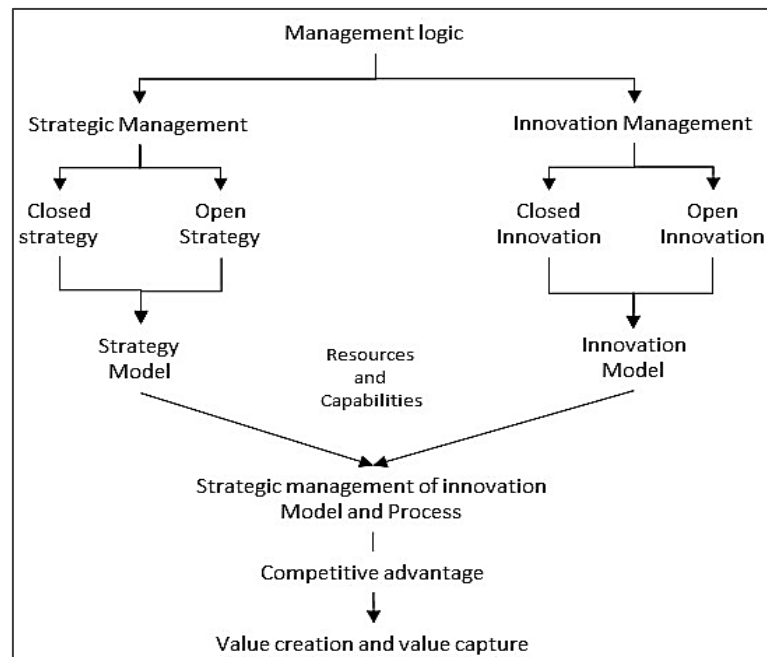 Management logic
Strategic Management
Innovation Management
Closed
strategy
Open
Strategy
Closed
Innovation
Open
Innovation
Strategy
Model
Resources
and
Capabilities
Innovation
Model
Strategic management of innovation
Model and Process
Competitive advantage
Value creation and value capture